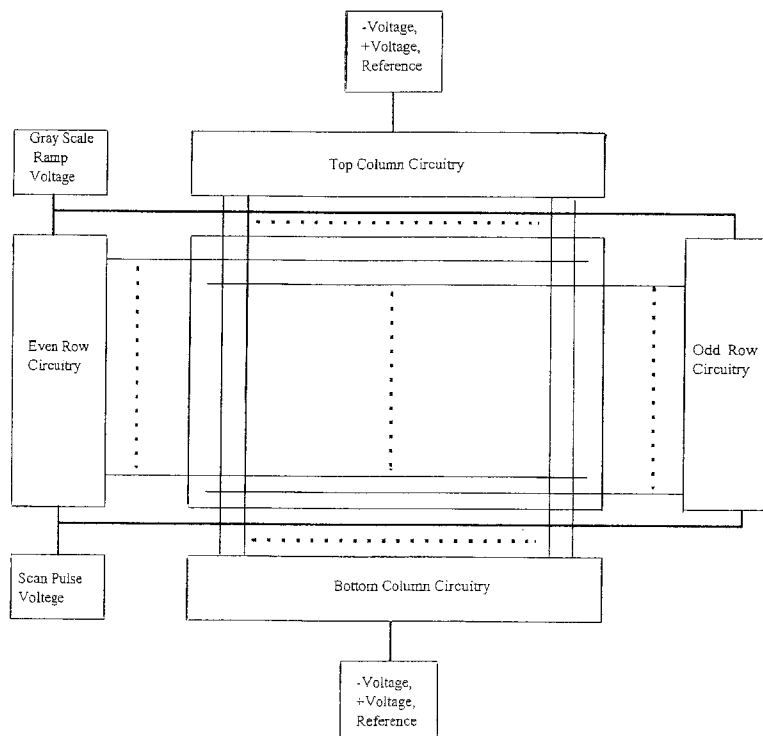 -Voltage,
+Voltage,
Reference
Gray Scale
Ramp
Voltage
Top Column Circuitry
Even Row
Circuitry
Odd Row
Circuitry
Scan Pulse
Voltege
Bottom Column Circuitry
-Voltage,
+Voltage,
Reference